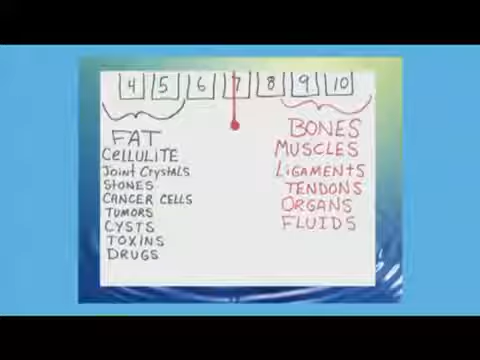 4 5 6 7 8 9 10
FAT
CELLULITE
Joint Crystals
STONES
CANCER CELLS
TUMORS
CYSTS
TOXINS
DRUGS
BONES
MUSCLES
LIGAMENTS
TENDONS
ORGANS
FLUIDS